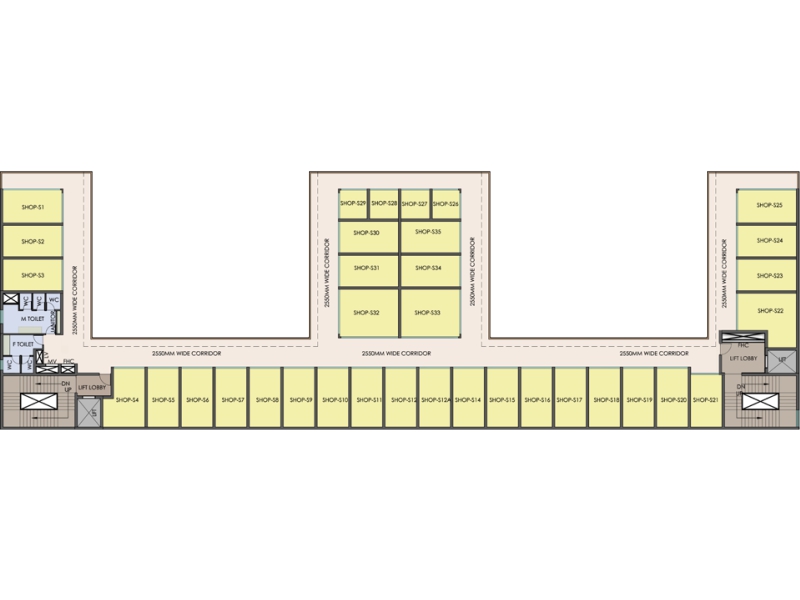 SHOP-S1
SHOP-S2
SHOP-S3
2550MM WIDE CORRIDOR
WC
WC
WC
M TOILET
JANITOR
F TOILET
WC
WC
MV
FHC
DN
UP
LIFT LOBBY
LIFT
2550MM WIDE CORRIDOR
2550MM WIDE CORRIDOR
SHOP-S29
SHOP-S28
SHOP-S27
SHOP-S26
SHOP-S30
SHOP-S35
SHOP-S31
SHOP-S34
SHOP-S32
SHOP-S33
2550MM WIDE CORRIDOR
2550MM WIDE CORRIDOR
2550MM WIDE CORRIDOR
2550MM WIDE CORRIDOR
SHOP-S25
SHOP-S24
SHOP-S23
SHOP-S22
FHC
LIFT LOBBY
LIFT
DN
SHOP-S4
SHOP-S5
SHOP-S6
SHOP-S7
SHOP-S8
SHOP-S9
SHOP-S10
SHOP-S11
SHOP-S12
SHOP-S12A
SHOP-S14
SHOP-S15
SHOP-S16
SHOP-S17
SHOP-S18
SHOP-S19
SHOP-S20
SHOP-S21